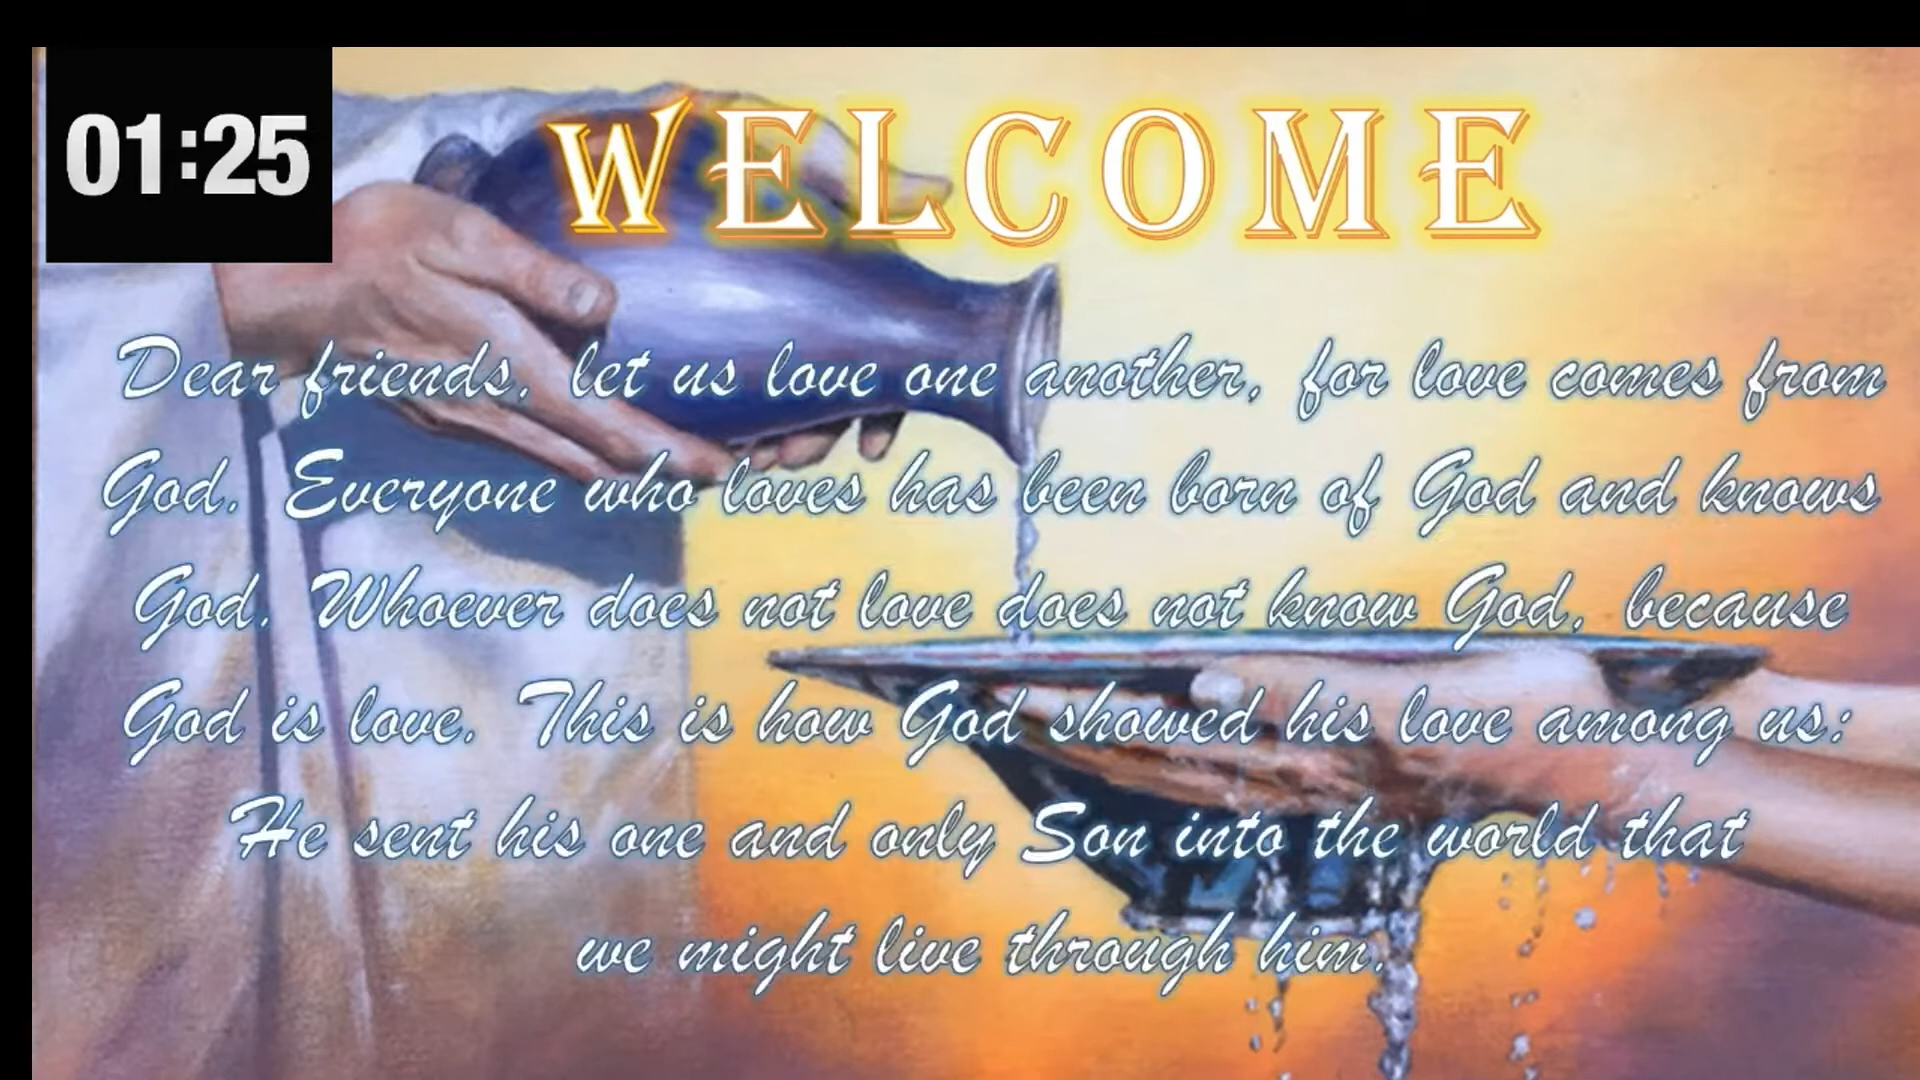 01:25
WELCOME
Dear friends, let us love one another, for love comes from
God. Everyone who loves has been born of God and knows
God. Whoever does not love does not know God, because
God is love. This is how God showed his love among us:
He sent his one and only Son into the world that
we might live through him.